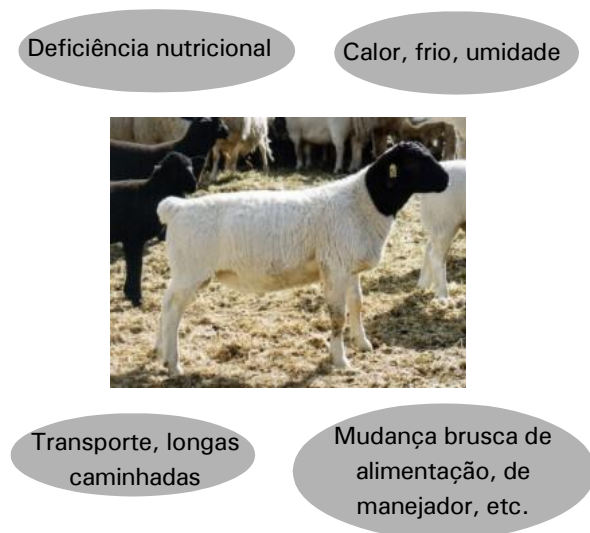 Deficiência nutricional
Calor, frio, umidade
Transporte, longas
caminhadas
Mudança brusca de
alimentação, de
manejador, etc.